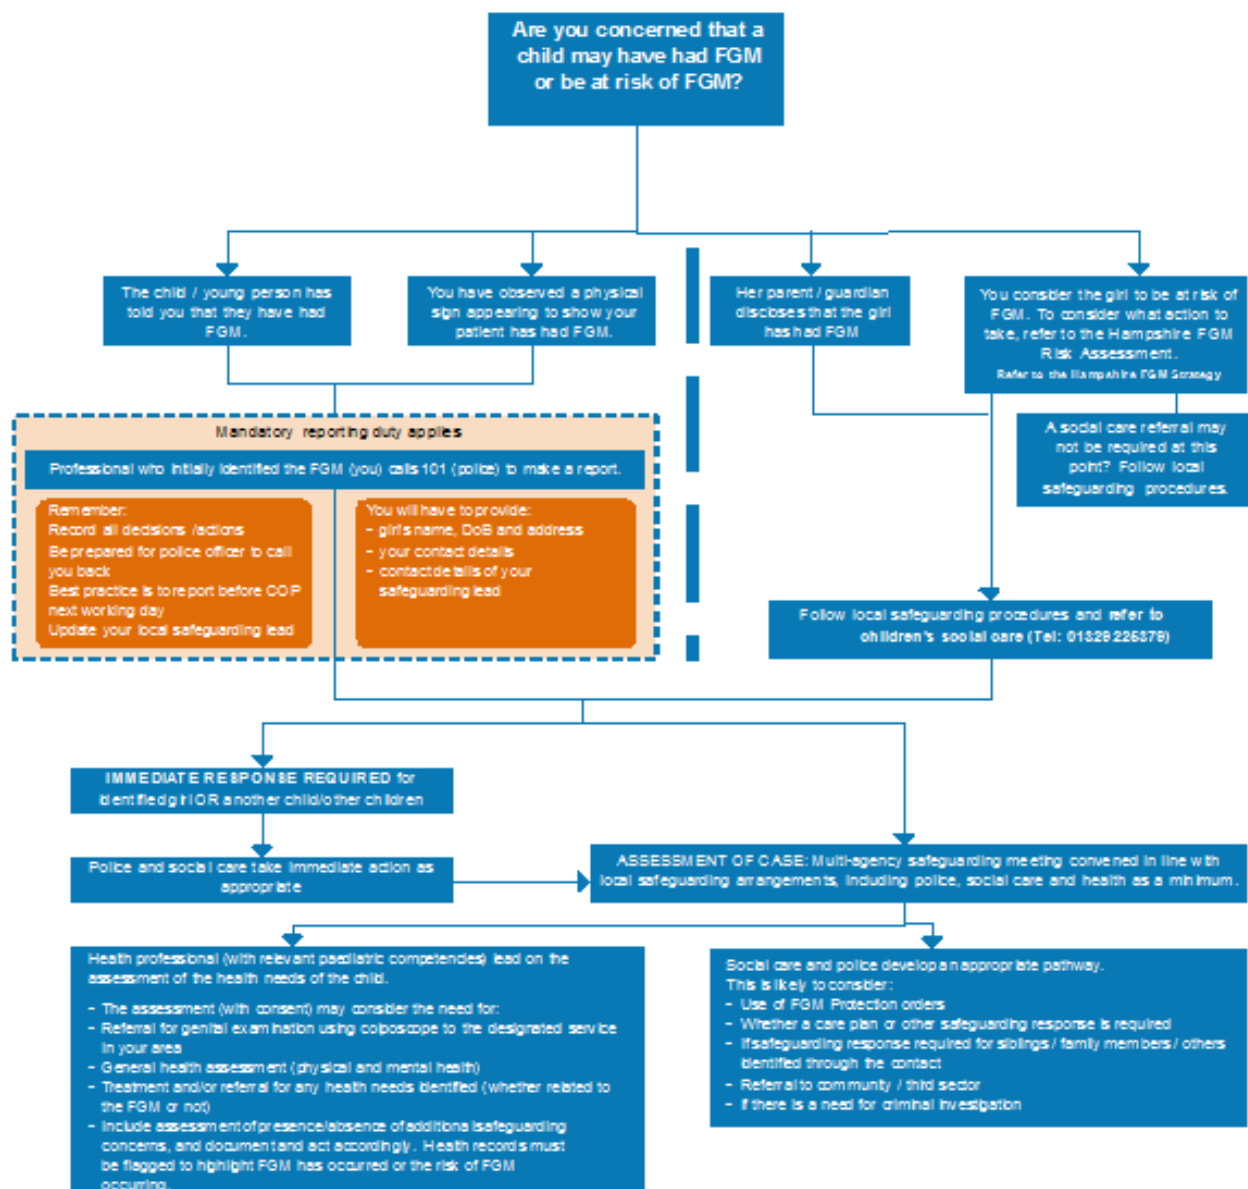 Are you concerned that a
child may have had FGM
or be at risk of FGM?
The child / young person has
told you that they have had
FGM.
You have observed a physical
sign appearing to show your
patient has had FGM.
Her parent / guardian
discloses that the girl
has had FGM
You consider the girl to be at risk of
FGM. To consider what action to
take, refer to the Hampshire FGM
Risk Assessment.
Refer to the Hampshire FGM Strategy
A social care referral may
not be required at this
point? Follow local
safeguarding procedures.
Mandatory reporting duty applies
Professional who initially identified the FGM (you) calls 101 (police) to make a report.
Remember:
Record all decisions /actions
Be prepared for police officer to call
you back
Best practice is to report before COP
next working day
Update your local safeguarding lead
You will have to provide:
- girl's name, DoB and address
- your contact details
- contact details of your
safeguarding lead
Follow local safeguarding procedures and refer to
children's social care (Tel: 01329 225379)
IMMEDIATE RESPONSE REQUIRED for
identified girl OR another child/other children
Police and social care take immediate action as
appropriate
ASSESSMENT OF CASE: Multi-agency safeguarding meeting convened in line with
local safeguarding arrangements, including police, social care and health as a minimum.
Health professional (with relevant paediatric competencies) lead on the
assessment of the health needs of the child.
- The assessment (with consent) may consider the need for:
- Referral for genital examination using colposcope to the designated service
in your area
- General health assessment (physical and mental health)
- Treatment and/or referral for any health needs identified (whether related to
the FGM or not)
- Include assessment of presence/absence of additional safeguarding
concerns, and document and act accordingly. Health records must
be flagged to highlight FGM has occurred or the risk of FGM
occurring.
Social care and police develop an appropriate pathway.
This is likely to consider:
- Use of FGM Protection orders
- Whether a care plan or other safeguarding response is required
- If safeguarding response required for siblings / family members / others
identified through the contact
- Referral to community / third sector
- If there is a need for criminal investigation